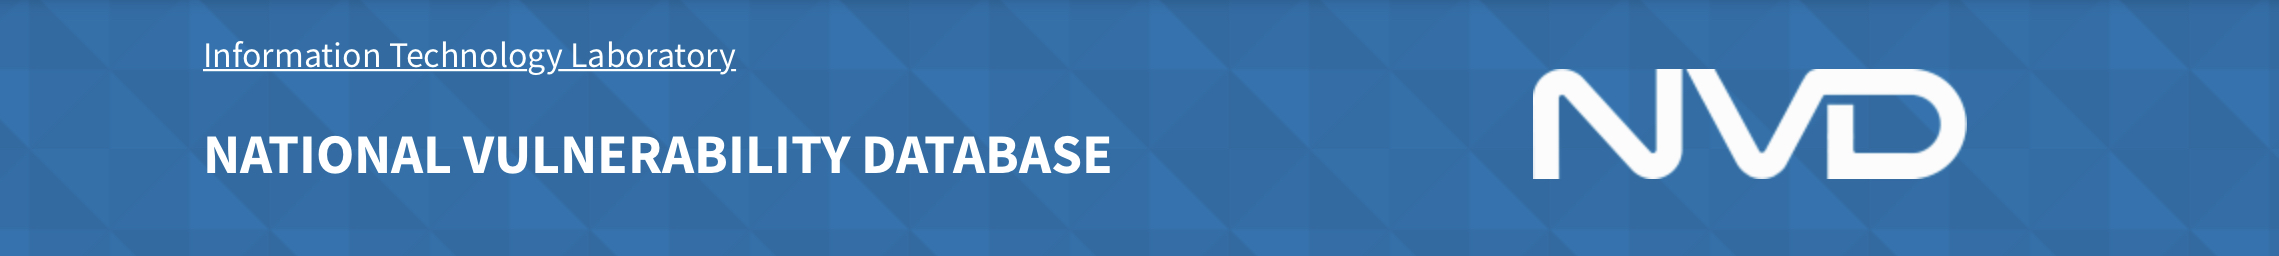 Information Technology Laboratory
NATIONAL VULNERABILITY DATABASE
NVD